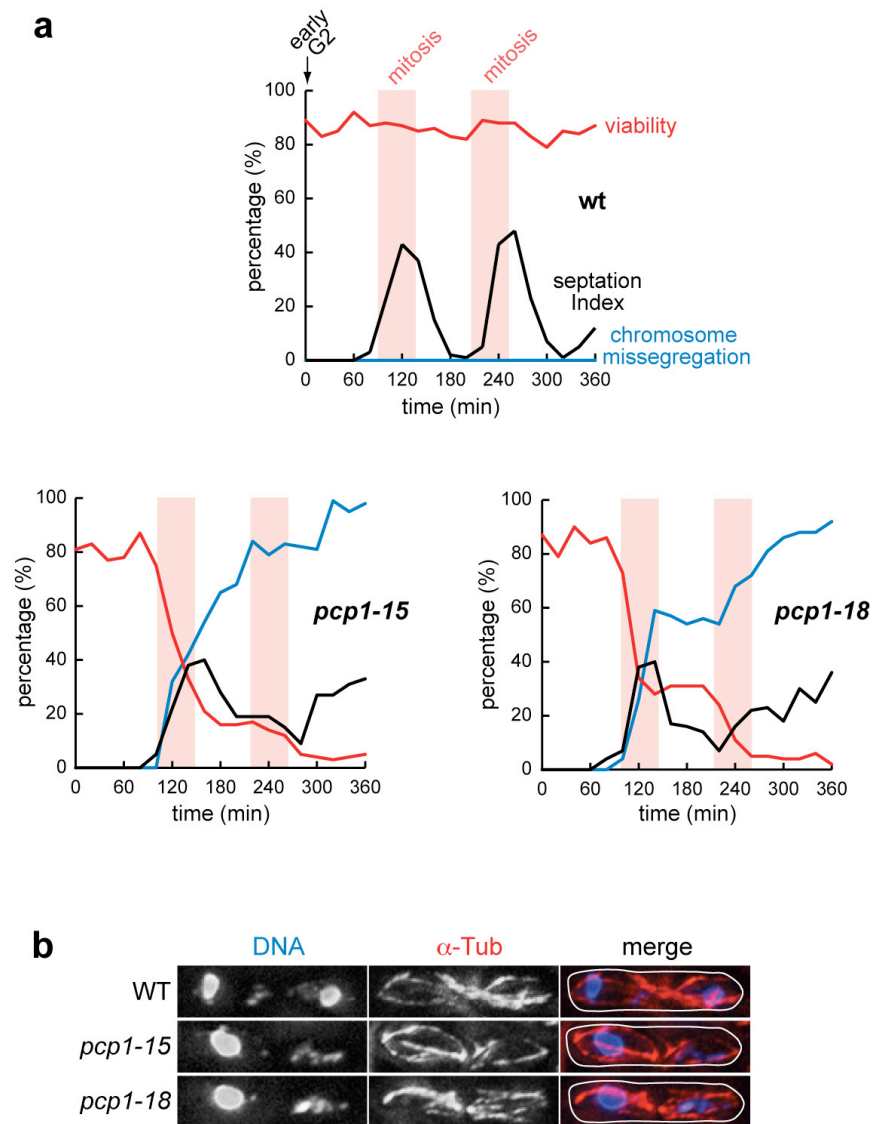 a
early
G2
mitosis
mitosis
100
80
60
40
20
0
percentage (%)
viability
wt
septation
Index
chromosome
missegregation
0 60 120 180 240 300 360
time (min)
100
80
60
40
20
0
percentage (%)
pcp1-15
0 60 120 180 240 300 360
time (min)
100
80
60
40
20
0
percentage (%)
pcp1-18
0 60 120 180 240 300 360
time (min)
b
DNA α-Tub merge
WT
pcp1-15
pcp1-18